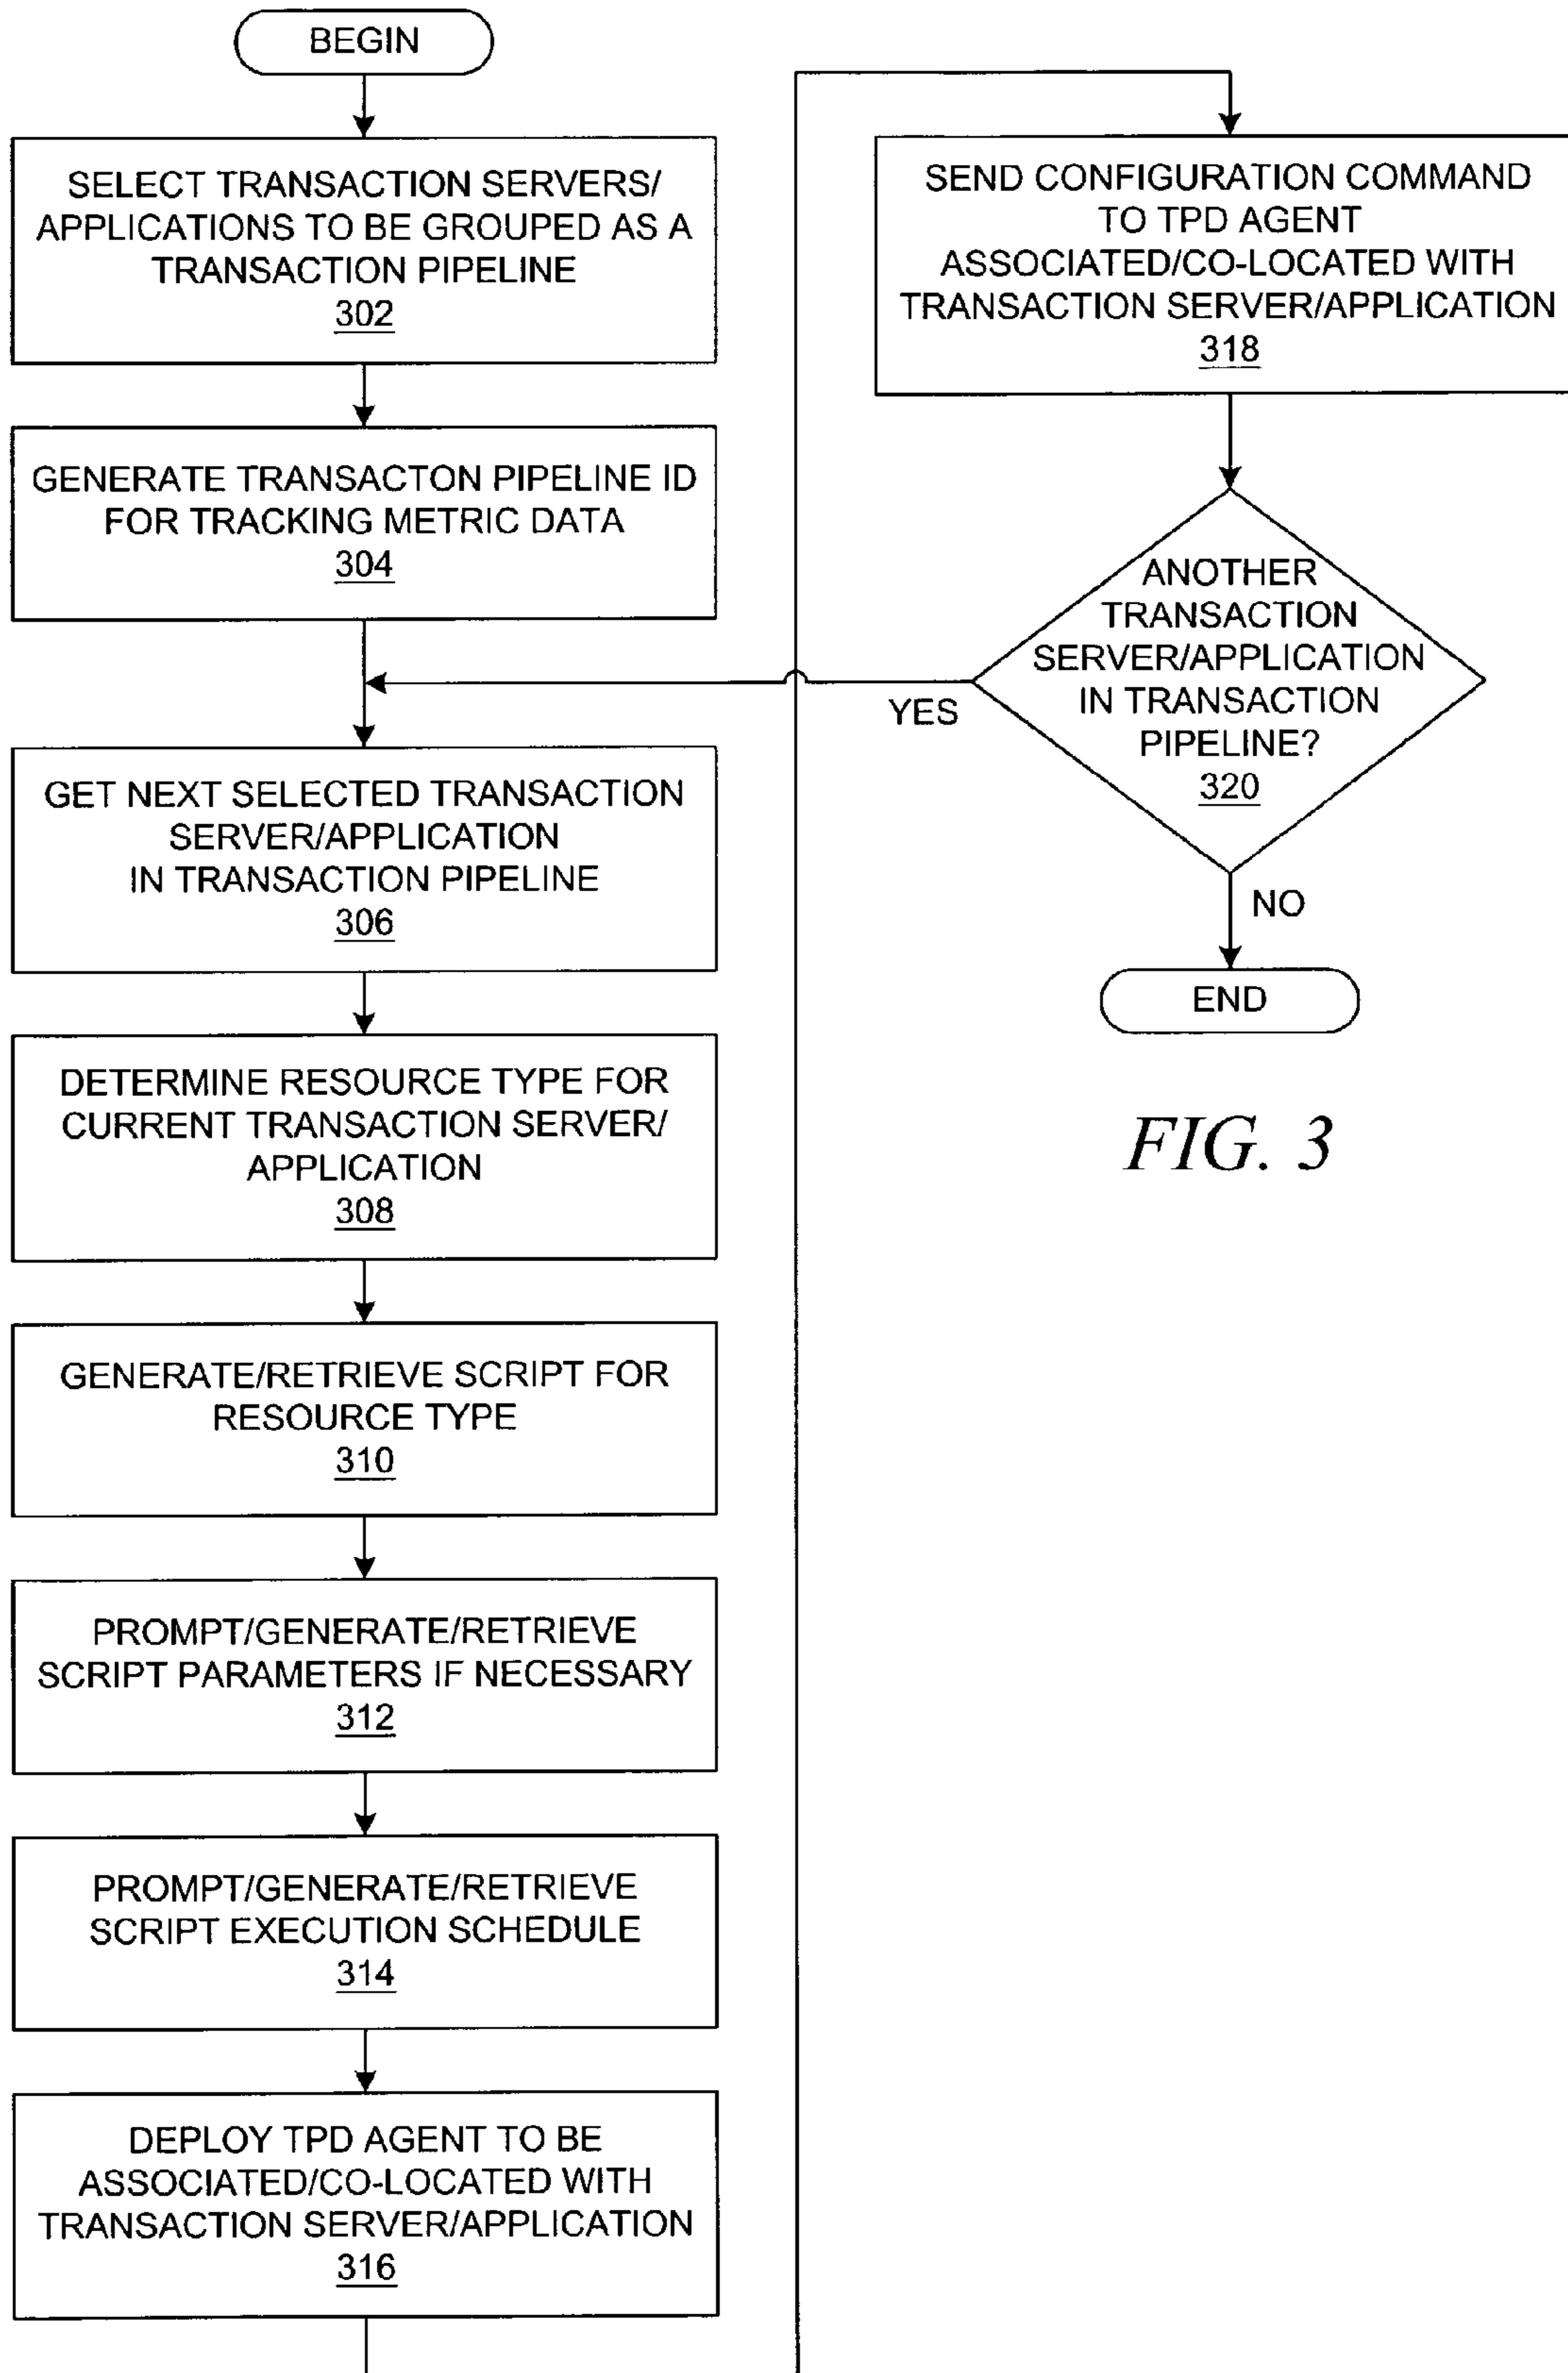 BEGIN
SELECT TRANSACTION SERVERS/
APPLICATIONS TO BE GROUPED AS A
TRANSACTION PIPELINE
302
GENERATE TRANSACTON PIPELINE ID
FOR TRACKING METRIC DATA
304
GET NEXT SELECTED TRANSACTION
SERVER/APPLICATION
IN TRANSACTION PIPELINE
306
DETERMINE RESOURCE TYPE FOR
CURRENT TRANSACTION SERVER/
APPLICATION
308
GENERATE/RETRIEVE SCRIPT FOR
RESOURCE TYPE
310
PROMPT/GENERATE/RETRIEVE
SCRIPT PARAMETERS IF NECESSARY
312
PROMPT/GENERATE/RETRIEVE
SCRIPT EXECUTION SCHEDULE
314
DEPLOY TPD AGENT TO BE
ASSOCIATED/CO-LOCATED WITH
TRANSACTION SERVER/APPLICATION
316
SEND CONFIGURATION COMMAND
TO TPD AGENT
ASSOCIATED/CO-LOCATED WITH
TRANSACTION SERVER/APPLICATION
318
ANOTHER
TRANSACTION
SERVER/APPLICATION
IN TRANSACTION
PIPELINE?
320
YES
NO
END
FIG. 3